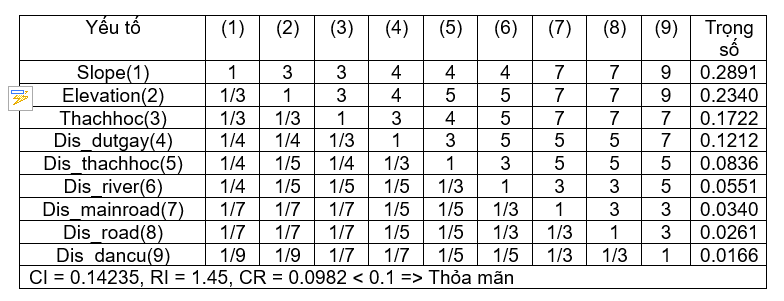 Yếu tố (1) (2) (3) (4) (5) (6) (7) (8) (9) Trọng số
Slope(1) 1 3 3 4 4 4 7 7 9 0.2891
Elevation(2) 1/3 1 3 4 5 5 7 7 9 0.2340
Thachhoc(3) 1/3 1/3 1 3 4 5 7 7 7 0.1722
Dis_dutgay(4) 1/4 1/4 1/3 1 3 5 5 5 7 0.1212
Dis_thachhoc(5) 1/4 1/5 1/4 1/3 1 3 5 5 5 0.0836
Dis_river(6) 1/4 1/5 1/5 1/5 1/3 1 3 3 5 0.0551
Dis_mainroad(7) 1/7 1/7 1/7 1/5 1/5 1/3 1 3 3 0.0340
Dis_road(8) 1/7 1/7 1/7 1/5 1/5 1/3 1/3 1 3 0.0261
Dis_dancu(9) 1/9 1/9 1/7 1/7 1/5 1/5 1/3 1/3 1 0.0166
CI = 0.14235, RI = 1.45, CR = 0.0982 < 0.1 => Thỏa mãn